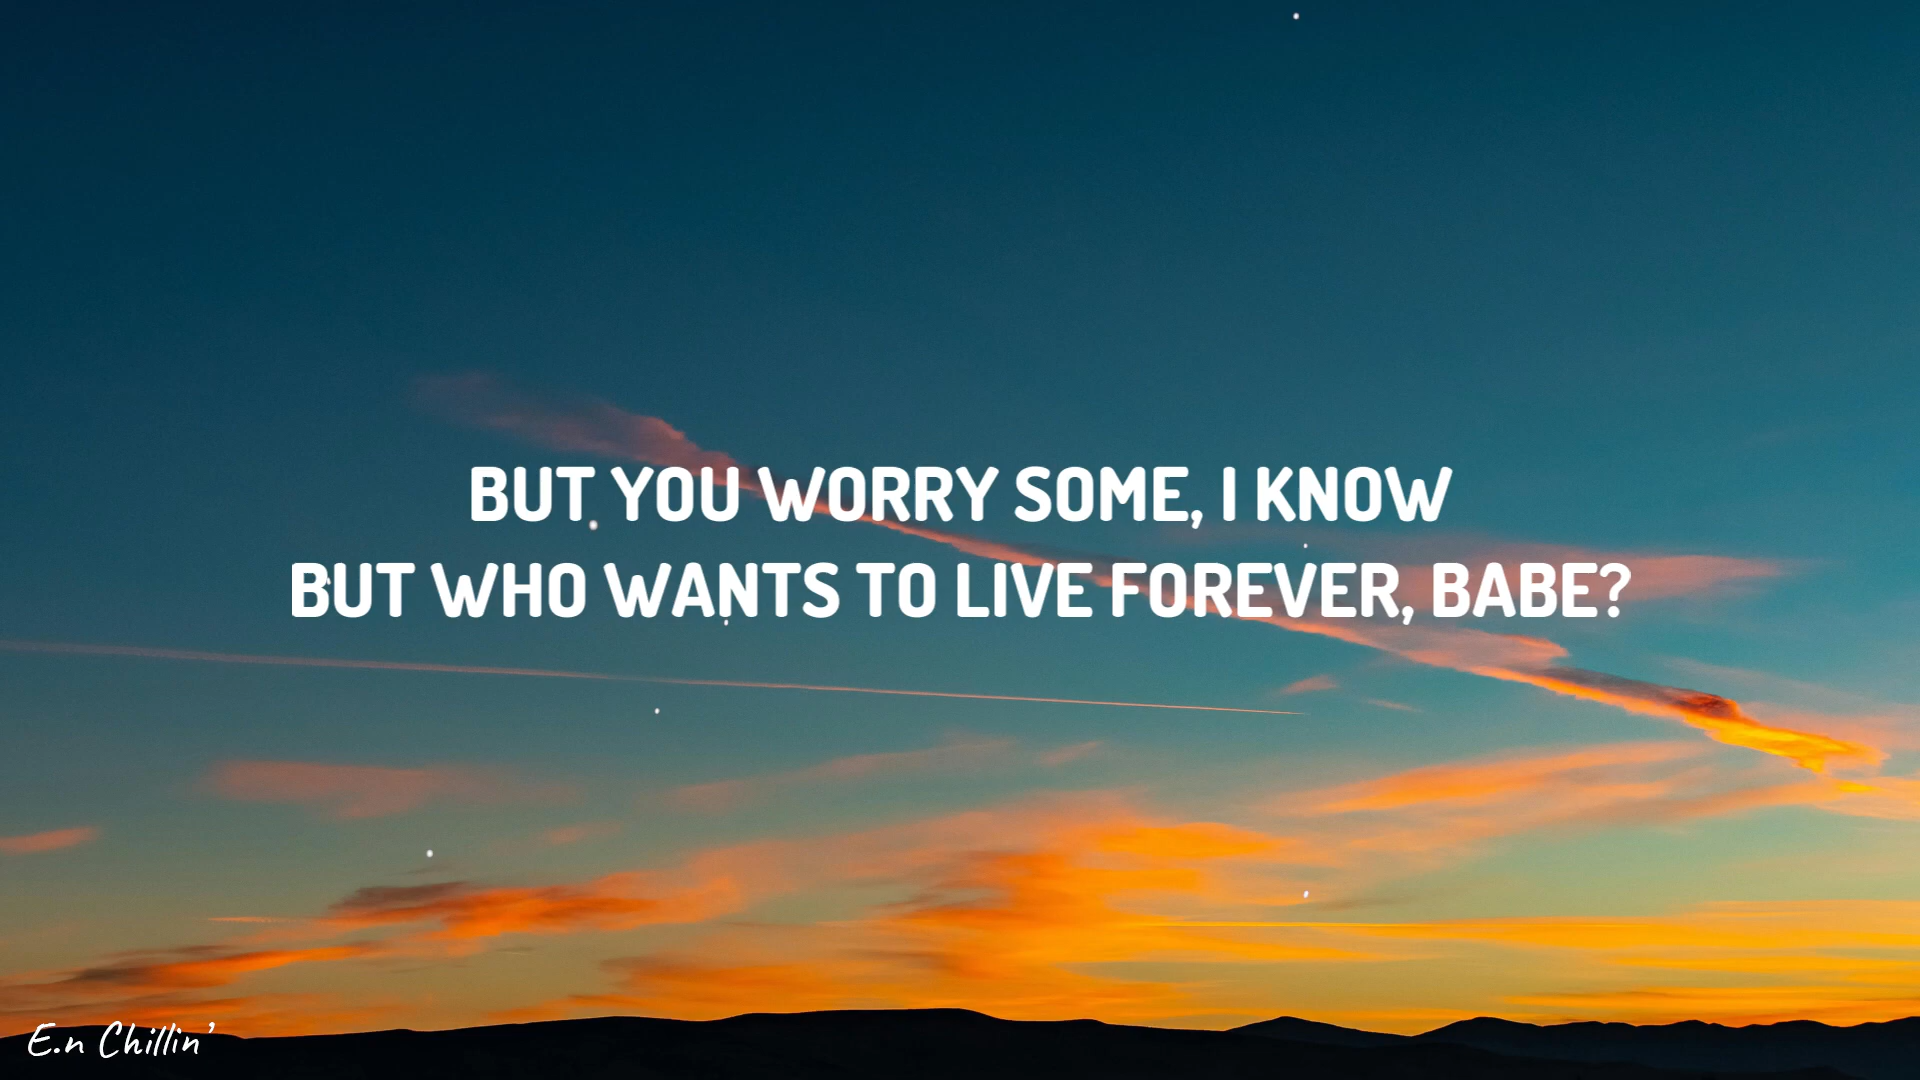 BUT YOU WORRY SOME, I KNOW
BUT WHO WANTS TO LIVE FOREVER, BABE?
E.n Chillin'